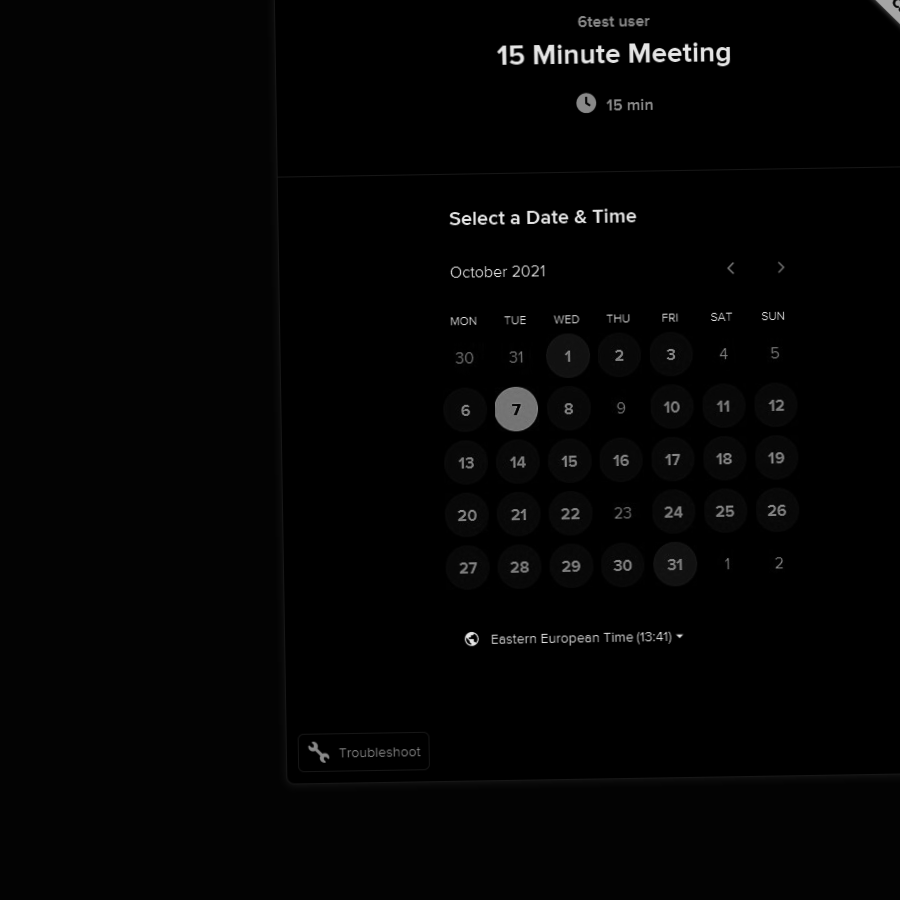 6test user
15 Minute Meeting
15 min
Select a Date & Time
October 2021
MON TUE WED THU FRI SAT SUN
30 31 1 2 3 4 5
6 7 8 9 10 11 12
13 14 15 16 17 18 19
20 21 22 23 24 25 26
27 28 29 30 31 1 2
Eastern European Time (13:41)
Troubleshoot